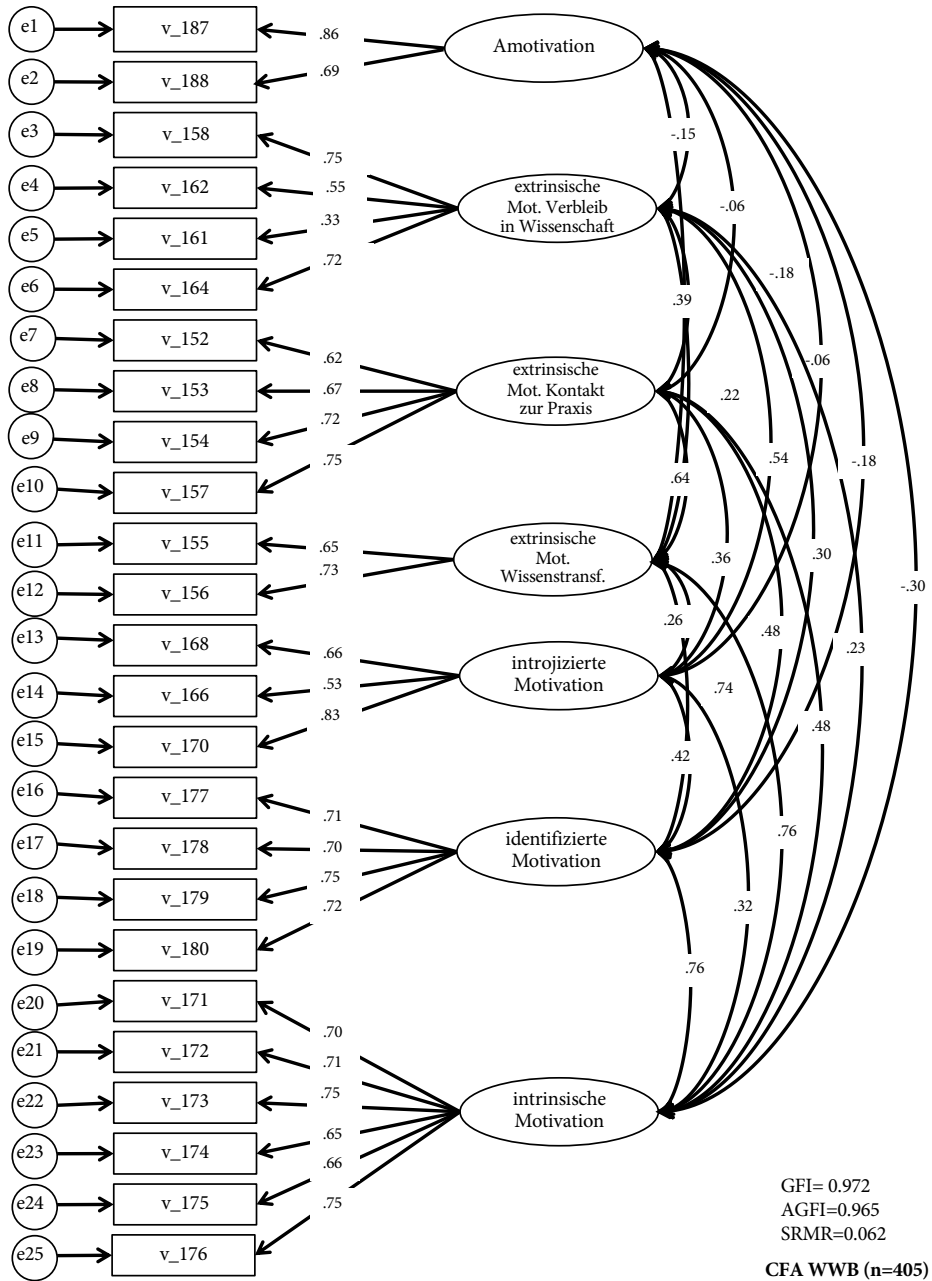 e1
v_187
.86
Amotivation
e2
v_188
.69
e3
v_158
.75
-.15
e4
v_162
.55
extrinsische
Mot. Verbleib
in Wissenschaft
-.06
e5
v_161
.33
e6
v_164
.72
-.18
.39
e7
v_152
.62
-.06
e8
v_153
.67
extrinsische
Mot. Kontakt
zur Praxis
.22
e9
v_154
.72
e10
v_157
.75
.64
.54
-.18
e11
v_155
.65
extrinsische
Mot.
Wissenstransf.
.36
.30
e12
v_156
.73
-.30
e13
v_168
.66
.26
.48
.23
e14
v_166
.53
introjizierte
Motivation
.74
e15
v_170
.83
.42
.48
e16
v_177
.71
e17
v_178
.70
identifizierte
Motivation
.76
e18
v_179
.75
e19
v_180
.72
.32
.76
e20
v_171
.70
e21
v_172
.71
e22
v_173
.75
intrinsische
Motivation
e23
v_174
.65
e24
v_175
.66
e25
v_176
.75
GFI= 0.972
AGFI=0.965
SRMR=0.062
CFA WWB (n=405)